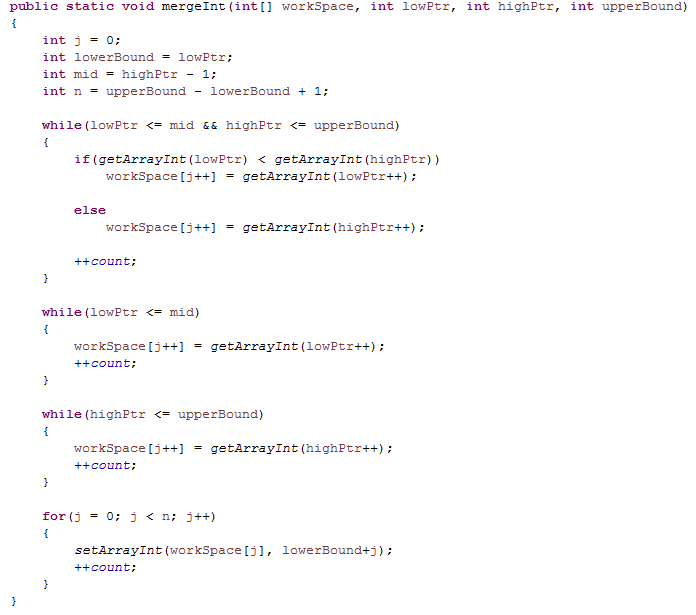 public static void mergeInt(int[] workSpace, int lowPtr, int highPtr, int upperBound)
{
    int j = 0;
    int lowerBound = lowPtr;
    int mid = highPtr - 1;
    int n = upperBound - lowerBound + 1;

    while(lowPtr <= mid && highPtr <= upperBound)
    {
        if(getArrayInt(lowPtr) < getArrayInt(highPtr))
            workSpace[j++] = getArrayInt(lowPtr++);

        else
            workSpace[j++] = getArrayInt(highPtr++);

        ++count;
    }

    while(lowPtr <= mid)
    {
        workSpace[j++] = getArrayInt(lowPtr++);
        ++count;
    }

    while(highPtr <= upperBound)
    {
        workSpace[j++] = getArrayInt(highPtr++);
        ++count;
    }

    for(j = 0; j < n; j++)
    {
        setArrayInt(workSpace[j], lowerBound+j);
        ++count;
    }
}